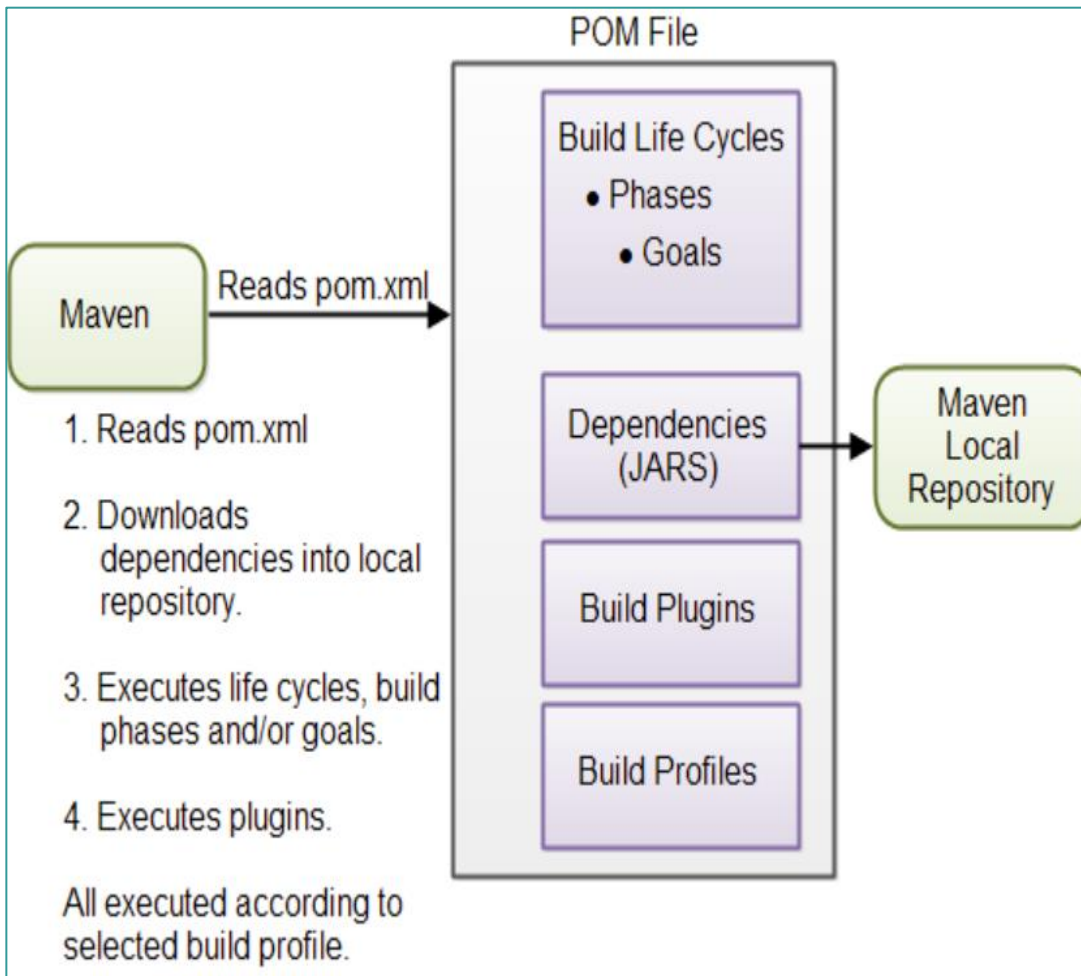 POM File
Build Life Cycles
• Phases
• Goals
Maven
Reads pom.xml
Dependencies
(JARS)
Maven
Local
Repository
Build Plugins
Build Profiles
1. Reads pom.xml
2. Downloads
dependencies into local
repository.
3. Executes life cycles, build
phases and/or goals.
4. Executes plugins.
All executed according to
selected build profile.